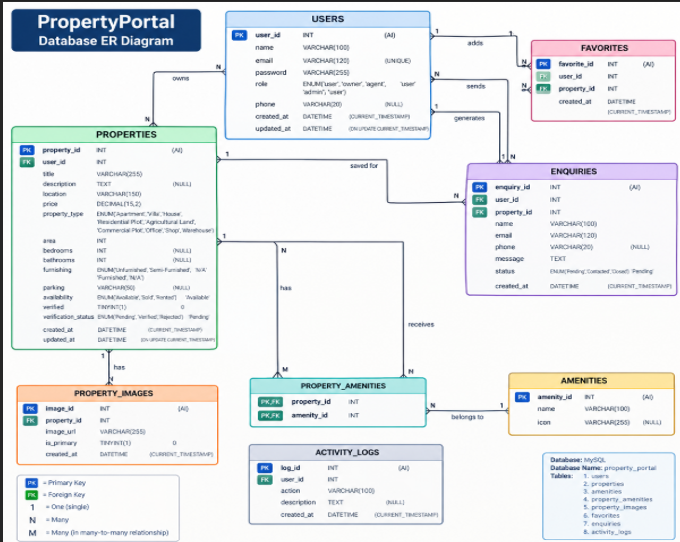 PropertyPortal
Database ER Diagram
USERS
PK user_id INT (AI)
name VARCHAR(100)
email VARCHAR(120) (UNIQUE)
password VARCHAR(255)
role ENUM('user', 'owner', 'agent', 'user'
'admin', 'user')
phone VARCHAR(20) (NULL)
created_at DATETIME (CURRENT_TIMESTAMP)
updated_at DATETIME (ON UPDATE CURRENT_TIMESTAMP)
1 adds 1
N sends
1 generates
N owns N
1 N
N N
FAVORITES
PK favorite_id INT (AI)
FK user_id INT
FK property_id INT
created_at DATETIME
(CURRENT_TIMESTAMP)
PROPERTIES
PK property_id INT (AI)
FK user_id INT
title VARCHAR(255)
description TEXT (NULL)
location VARCHAR(150)
price DECIMAL(15,2)
property_type ENUM('Apartment','Villa','House',
'Residential Plot','Agricultural Land',
'Commercial Plot','Office','Shop','Warehouse')
area INT
bedrooms INT (NULL)
bathrooms INT (NULL)
furnishing ENUM('Unfurnished','Semi-Furnished', 'N/A'
'Furnished','N/A')
parking VARCHAR(50) (NULL)
availability ENUM('Available','Sold','Rented') 'Available'
verified TINYINT(1) 0
verification_status ENUM('Pending','Verified','Rejected') 'Pending'
created_at DATETIME (CURRENT_TIMESTAMP)
updated_at DATETIME (ON UPDATE CURRENT_TIMESTAMP)
1 saved for N
1 N
has
M
receives
N
1 has N
ENQUIRIES
PK enquiry_id INT (AI)
FK user_id INT
FK property_id INT
name VARCHAR(100)
email VARCHAR(120)
phone VARCHAR(20) (NULL)
message TEXT
status ENUM('Pending','Contacted','Closed') 'Pending'
created_at DATETIME (CURRENT_TIMESTAMP)
PROPERTY_IMAGES
PK image_id INT (AI)
FK property_id INT
image_url VARCHAR(255)
is_primary TINYINT(1) 0
created_at DATETIME (CURRENT_TIMESTAMP)
PROPERTY_AMENITIES
PK,FK property_id INT
PK,FK amenity_id INT
N belongs to 1
AMENITIES
PK amenity_id INT (AI)
name VARCHAR(100)
icon VARCHAR(255) (NULL)
ACTIVITY_LOGS
PK log_id INT (AI)
FK user_id INT
action VARCHAR(100)
description TEXT (NULL)
created_at DATETIME (CURRENT_TIMESTAMP)
PK = Primary Key
FK = Foreign Key
1 = One (single)
N = Many
M = Many (in many-to-many relationship)
Database: MySQL
Database Name: property_portal
Tables: 1. users
2. properties
3. amenities
4. property_amenities
5. property_images
6. favorites
7. enquiries
8. activity_logs